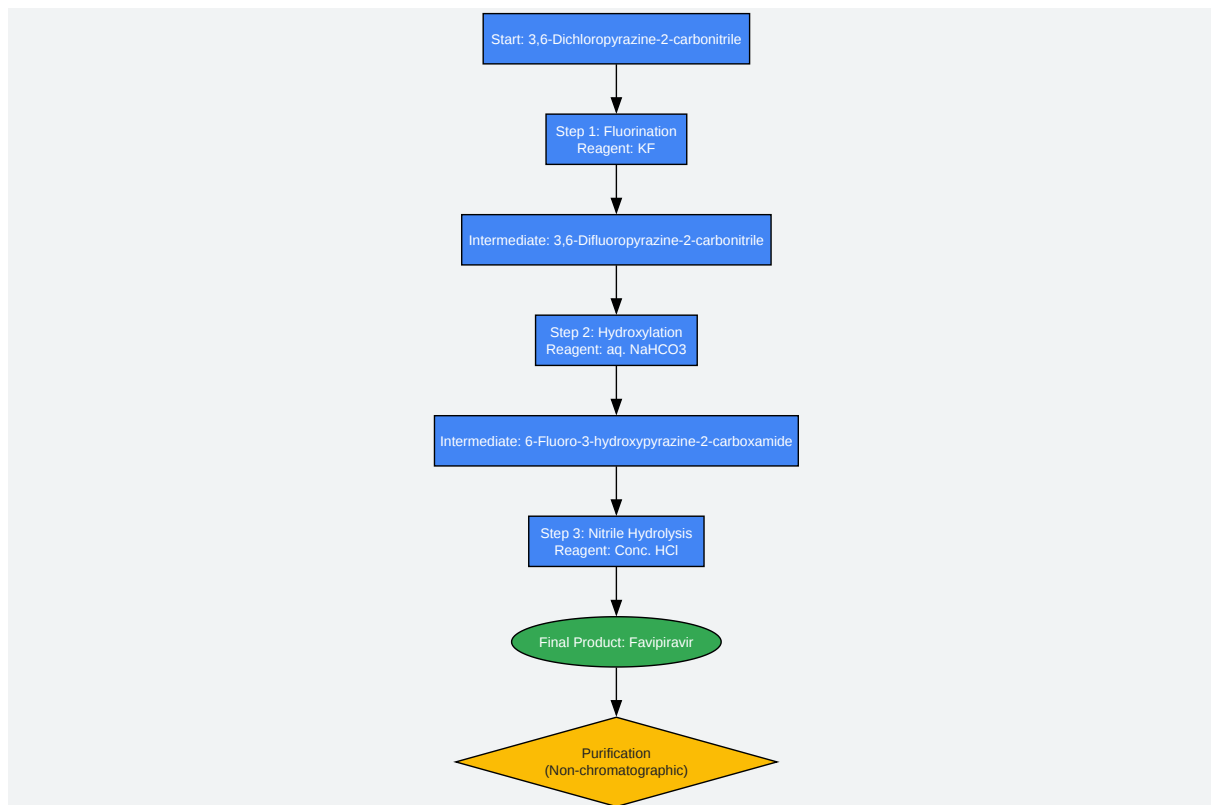 Start: 3,6-Dichloropyrazine-2-carbonitrile
Step 1: Fluorination
Reagent: KF
Intermediate: 3,6-Difluoropyrazine-2-carbonitrile
Step 2: Hydroxylation
Reagent: aq. NaHCO3
Intermediate: 6-Fluoro-3-hydroxypyrazine-2-carboxamide
Step 3: Nitrile Hydrolysis
Reagent: Conc. HCl
Final Product: Favipiravir
Purification
(Non-chromatographic)